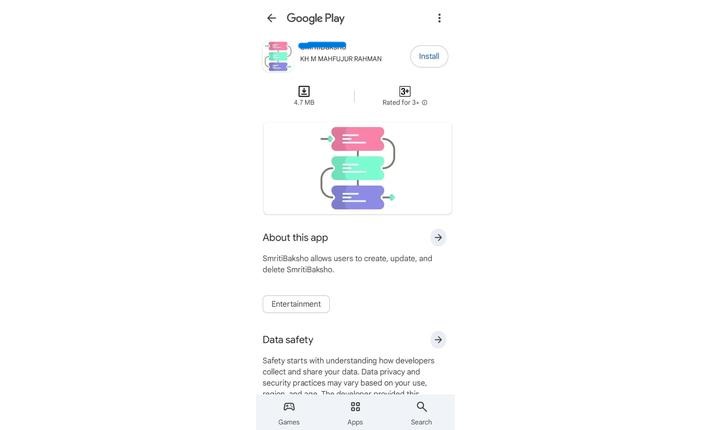 Google Play
KH M MAHFUJUR RAHMAN
Install
3+
4.7 MB
Rated for 3+
About this app
SmritiBaksho allows users to create, update, and
delete SmritiBaksho.
Entertainment
Data safety
Safety starts with understanding how developers
collect and share your data. Data privacy and
security practices may vary based on your use,
region, and age. The developer provided this
Games
Apps
Search